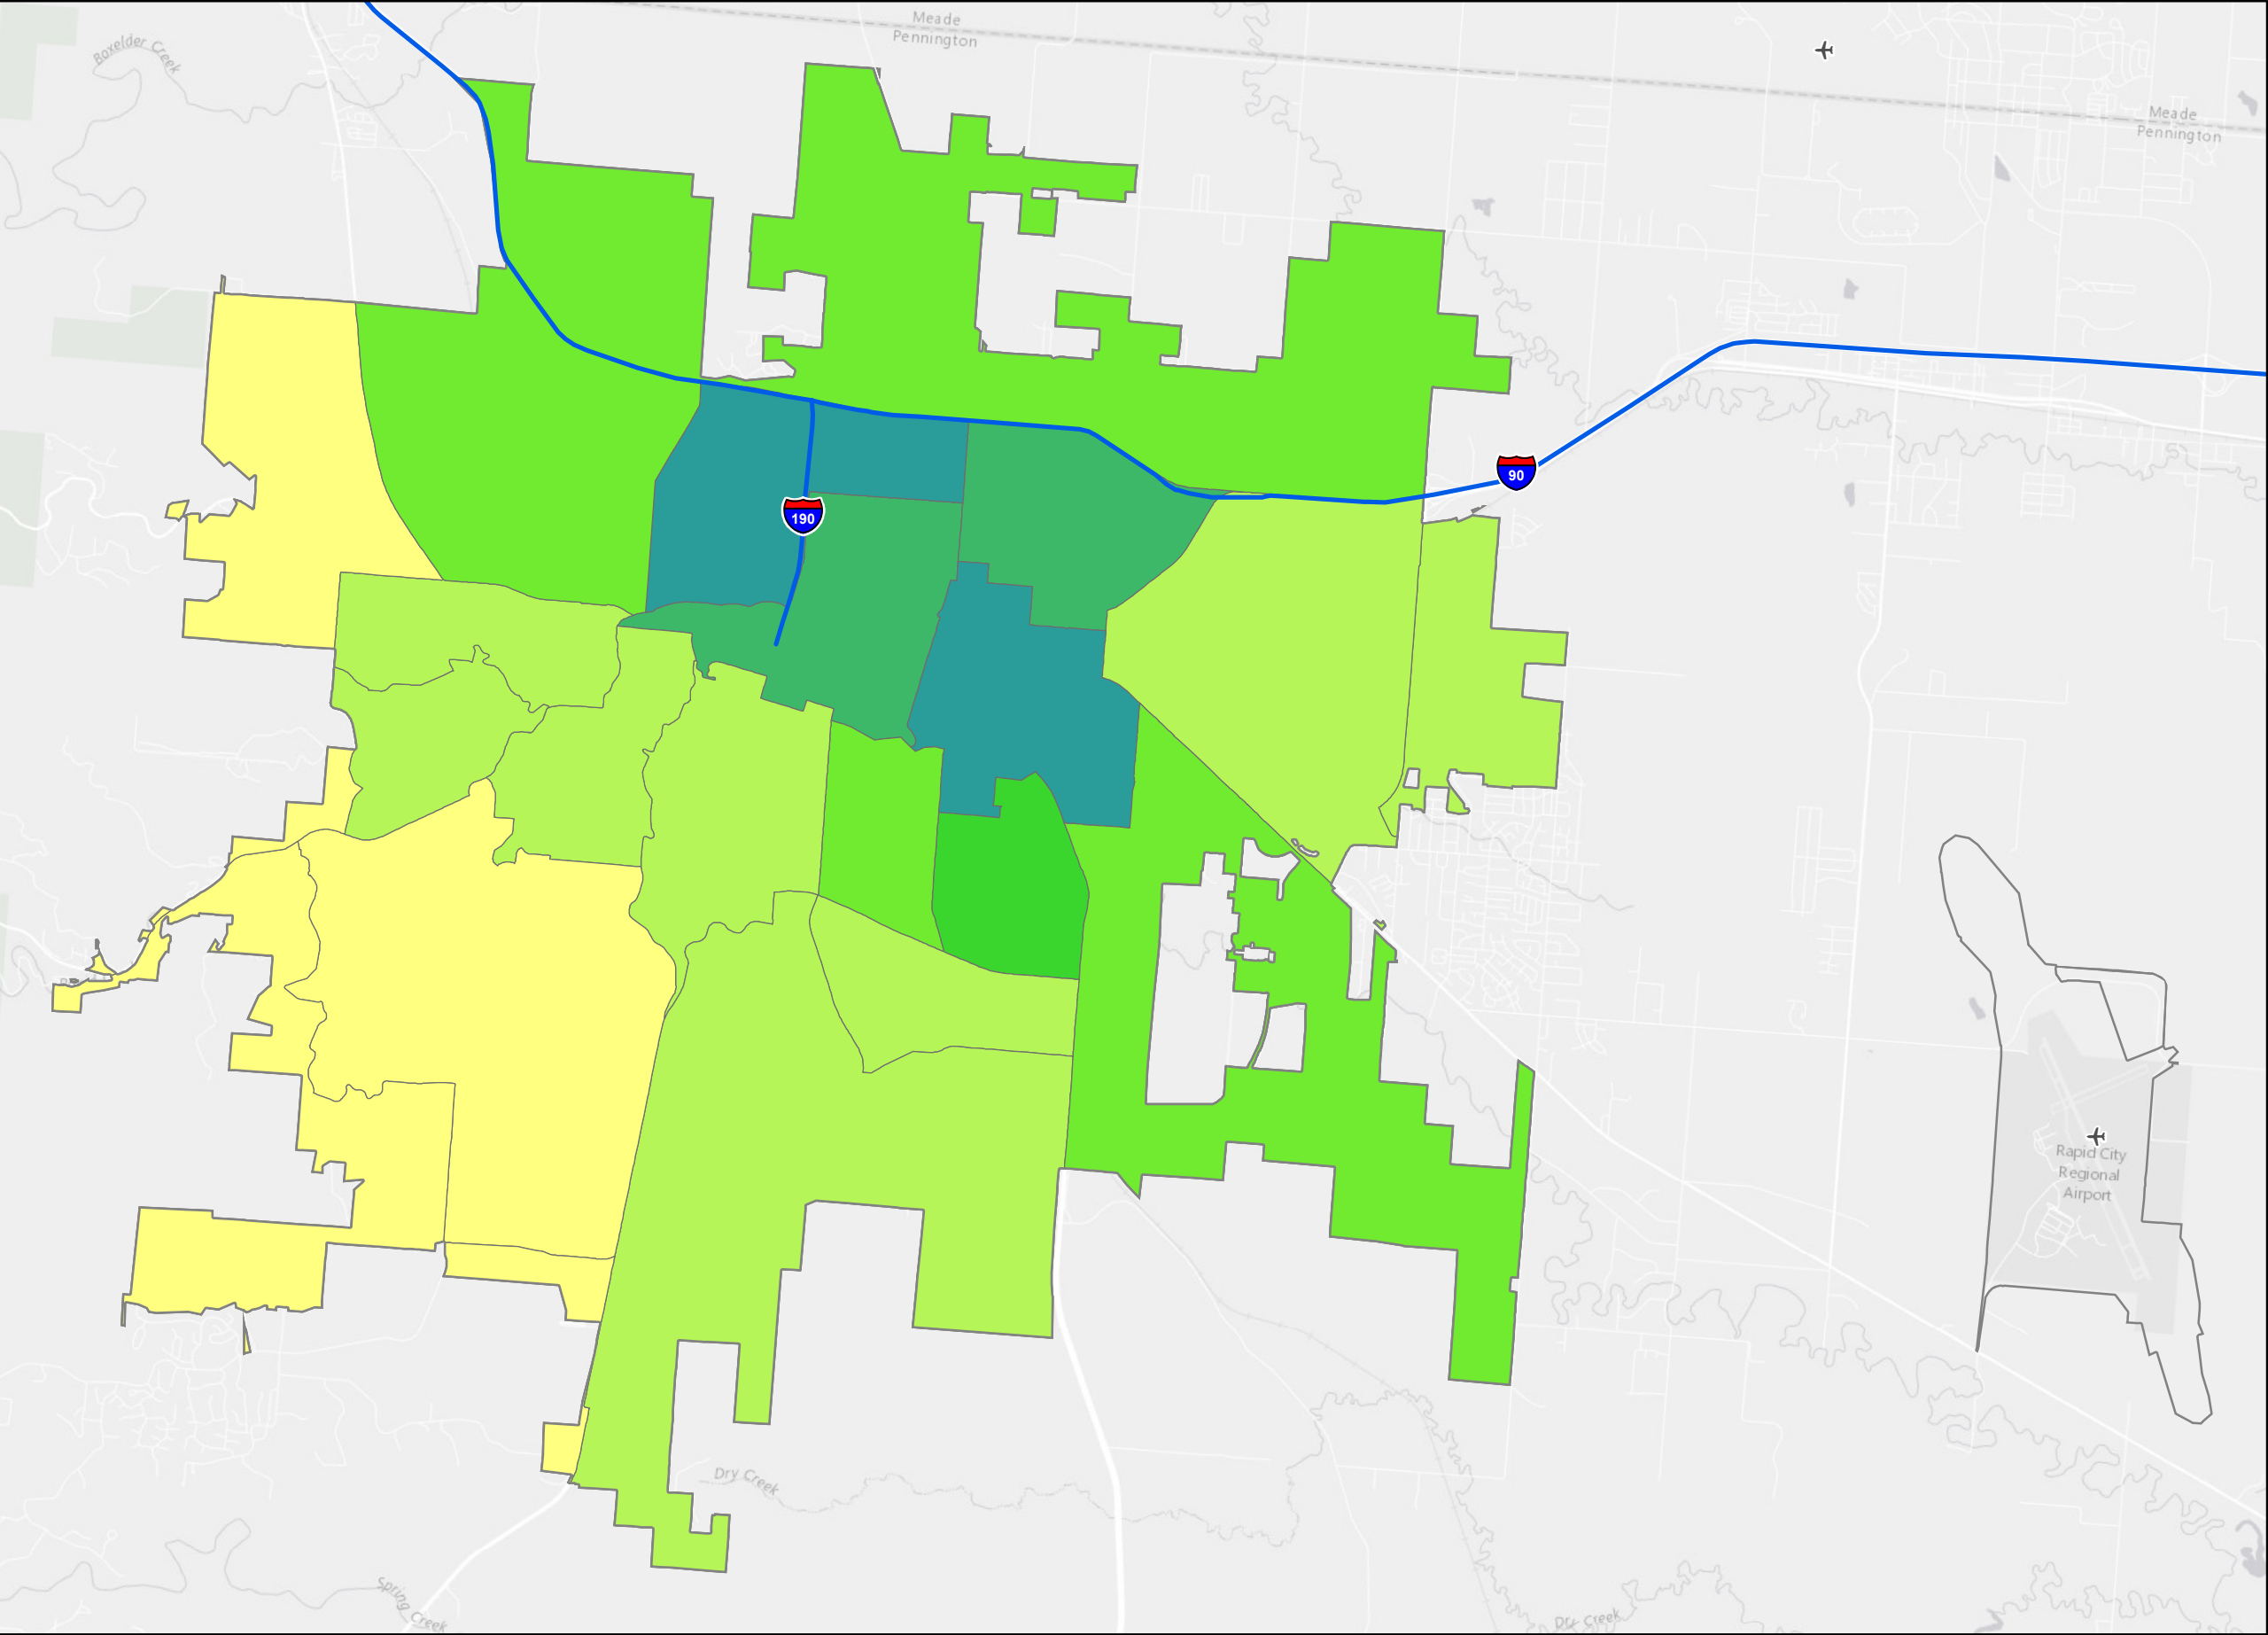 Meade
Pennington
Boxelder Creek
Meade
Pennington
90
190
Rapid City
Regional
Airport
Dry Creek
Spring Creek
Dry Creek